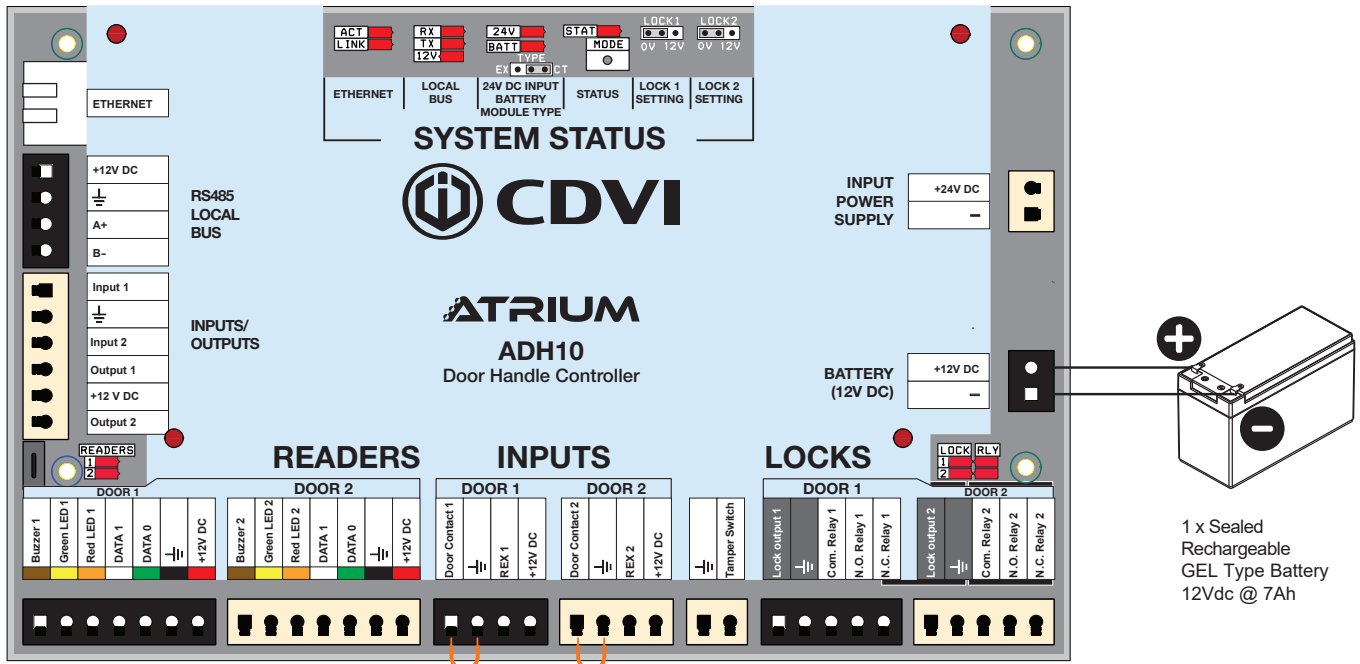 ACT
LINK
RX
TX
12V
24V
BATT
TYPE
EX CT
STAT
MODE
LOCK1
0V 12V
LOCK2
0V 12V
ETHERNET
LOCAL
BUS
24V DC INPUT
BATTERY
MODULE TYPE
STATUS
LOCK 1
SETTING
LOCK 2
SETTING
SYSTEM STATUS
CDVI
ATRIUM
ADH10
Door Handle Controller
ETHERNET
+12V DC
A+
B-
RS485
LOCAL
BUS
Input 1
Input 2
Output 1
+12 V DC
Output 2
INPUTS/
OUTPUTS
INPUT
POWER
SUPPLY
+24V DC
–
BATTERY
(12V DC)
+12V DC
–
+
-
1 x Sealed
Rechargeable
GEL Type Battery
12Vdc @ 7Ah
READERS
1
2
LOCK RLY
1
2
READERS
DOOR 1
Buzzer 1
Green LED 1
Red LED 1
DATA 1
DATA 0
+12V DC
DOOR 2
Buzzer 2
Green LED 2
Red LED 2
DATA 1
DATA 0
+12V DC
INPUTS
DOOR 1
Door Contact 1
REX 1
+12V DC
DOOR 2
Door Contact 2
REX 2
+12V DC
Tamper Switch
LOCKS
DOOR 1
Lock output 1
Com. Relay 1
N.O. Relay 1
N.C. Relay 1
DOOR 2
Lock output 2
Com. Relay 2
N.O. Relay 2
N.C. Relay 2